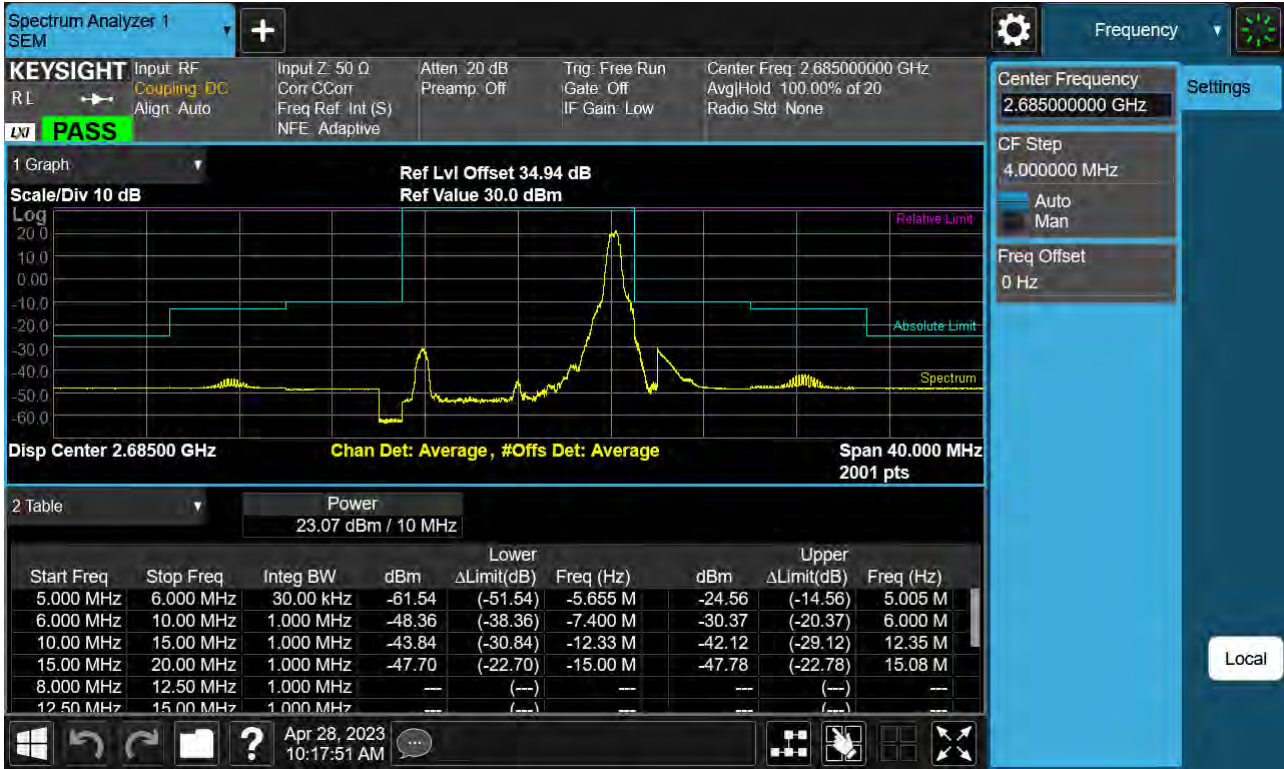 Spectrum Analyzer 1
SEM
Frequency
KEYSIGHT
RL
LXI
PASS
Input: RF
Coupling: DC
Align: Auto
Input Z: 50 Ω
Corr CCorr
Freq Ref: Int (S)
NFE: Adaptive
Atten: 20 dB
Preamp: Off
Trig: Free Run
Gate: Off
IF Gain: Low
Center Freq: 2.685000000 GHz
Avg|Hold: 100.00% of 20
Radio Std: None
Center Frequency
2.685000000 GHz
Settings
CF Step
4.000000 MHz
Auto
Man
Freq Offset
0 Hz
Local
1 Graph
Scale/Div 10 dB
Ref Lvl Offset 34.94 dB
Ref Value 30.0 dBm
Log
20.0
10.0
0.00
-10.0
-20.0
-30.0
-40.0
-50.0
-60.0
Relative Limit
Absolute Limit
Spectrum
Disp Center 2.68500 GHz Chan Det: Average , #Offs Det: Average Span 40.000 MHz
2001 pts
2 Table
Power
23.07 dBm / 10 MHz
Lower Upper
Start Freq Stop Freq Integ BW dBm ΔLimit(dB) Freq (Hz) dBm ΔLimit(dB) Freq (Hz)
5.000 MHz 6.000 MHz 30.00 kHz -61.54 (-51.54) -5.655 M -24.56 (-14.56) 5.005 M
6.000 MHz 10.00 MHz 1.000 MHz -48.36 (-38.36) -7.400 M -30.37 (-20.37) 6.000 M
10.00 MHz 15.00 MHz 1.000 MHz -43.84 (-30.84) -12.33 M -42.12 (-29.12) 12.35 M
15.00 MHz 20.00 MHz 1.000 MHz -47.70 (-22.70) -15.00 M -47.78 (-22.78) 15.08 M
8.000 MHz 12.50 MHz 1.000 MHz --- (---) --- --- (---) ---
12.50 MHz 15.00 MHz 1.000 MHz --- (---) --- --- (---) ---
Apr 28, 2023
10:17:51 AM